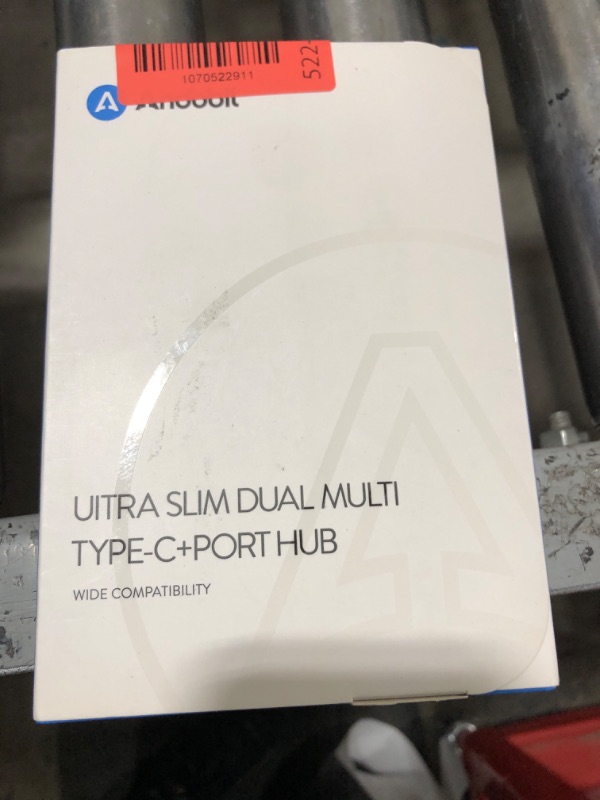 1070522911
522-
UITRA SLIM DUAL MULTI
TYPE-C+PORT HUB
WIDE COMPATIBILITY